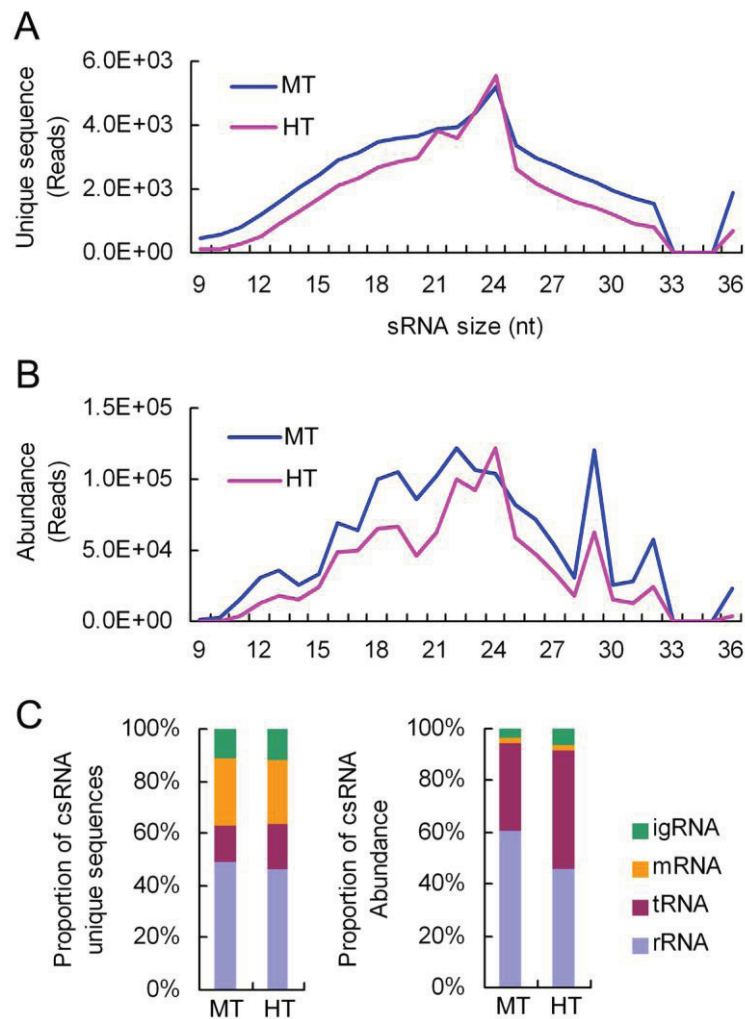 A
Unique sequence
(Reads)
6.0E+03
4.0E+03
2.0E+03
0.0E+00
MT
HT
9 12 15 18 21 24 27 30 33 36
sRNA size (nt)
B
Abundance
(Reads)
1.5E+05
1.0E+05
5.0E+04
0.0E+00
MT
HT
9 12 15 18 21 24 27 30 33 36
C
Proportion of csRNA
unique sequences
100%
80%
60%
40%
20%
0%
MT HT
Proportion of csRNA
Abundance
100%
80%
60%
40%
20%
0%
MT HT
igRNA
mRNA
tRNA
rRNA